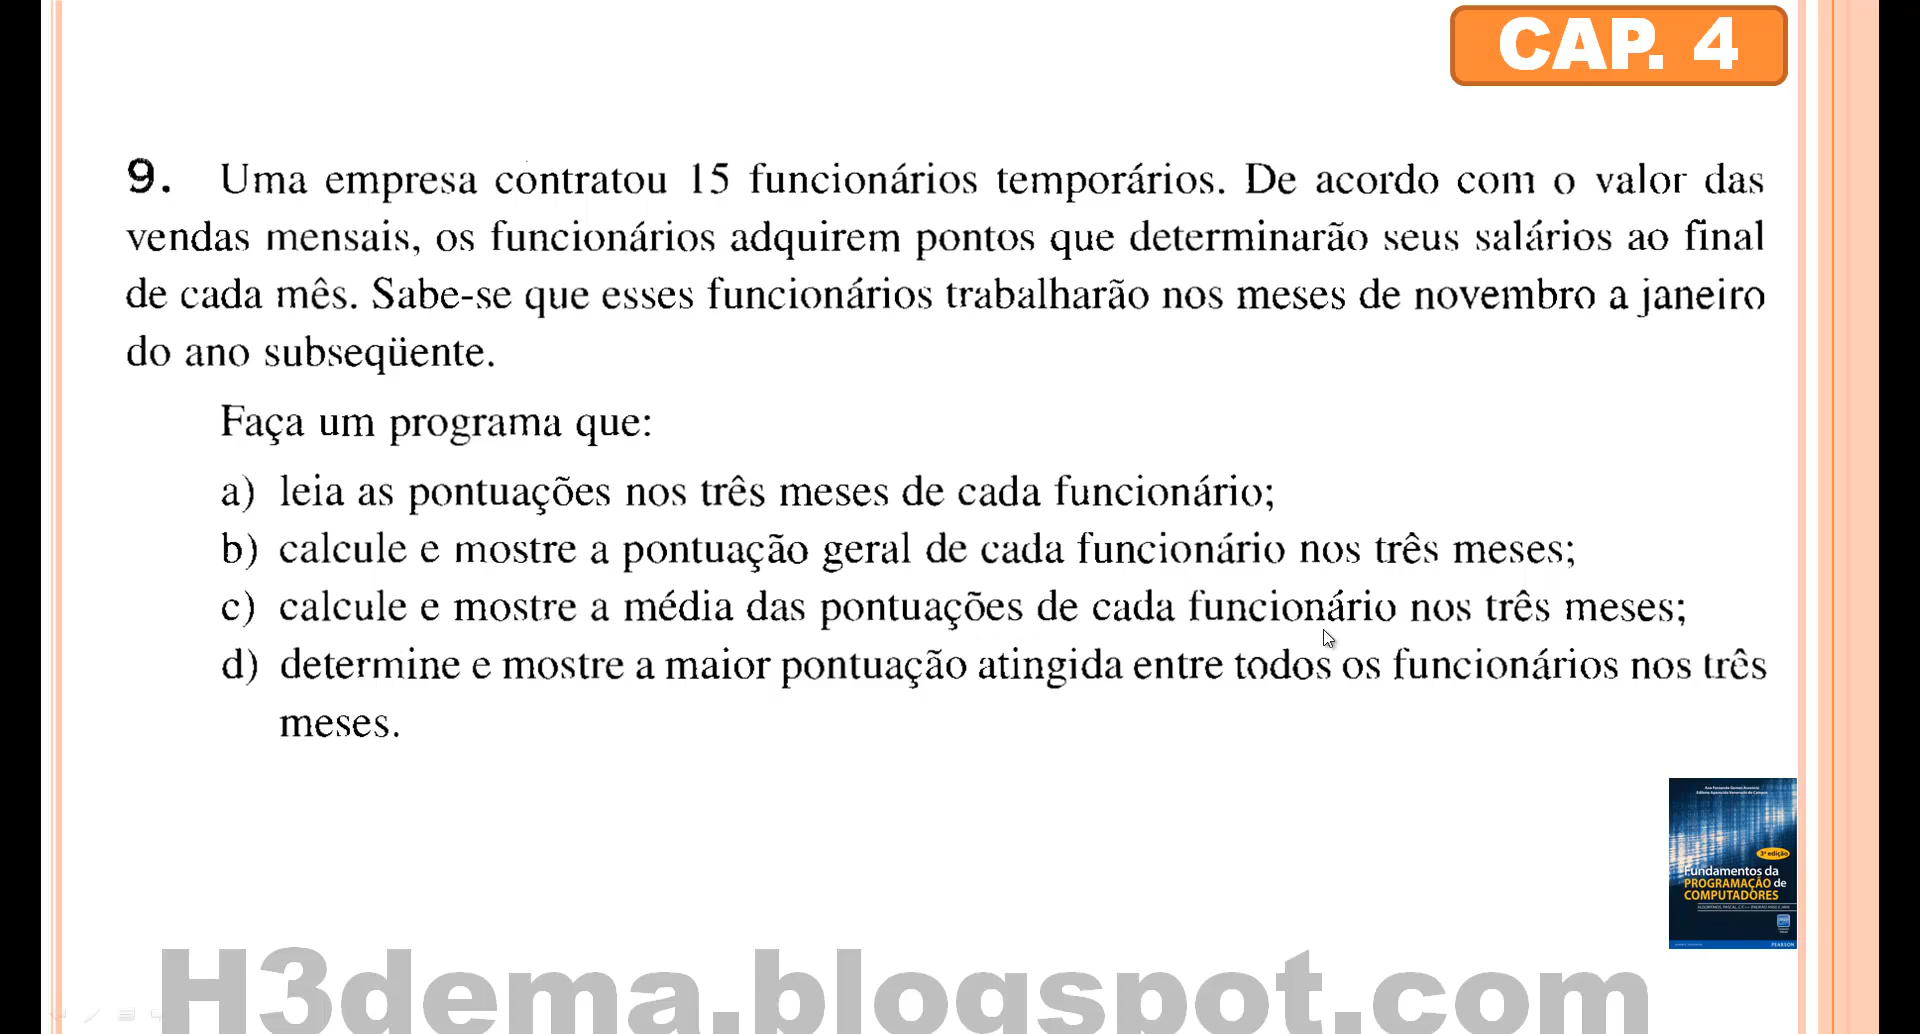 CAP. 4
9. Uma empresa contratou 15 funcionários temporários. De acordo com o valor das
vendas mensais, os funcionários adquirem pontos que determinarão seus salários ao final
de cada mês. Sabe-se que esses funcionários trabalharão nos meses de novembro a janeiro
do ano subseqüente.
Faça um programa que:
a) leia as pontuações nos três meses de cada funcionário;
b) calcule e mostre a pontuação geral de cada funcionário nos três meses;
c) calcule e mostre a média das pontuações de cada funcionário nos três meses;
d) determine e mostre a maior pontuação atingida entre todos os funcionários nos três
meses.
3ª edição
Fundamentos da
PROGRAMAÇÃO de
COMPUTADORES
PEARSON
H3dema.blogspot.com